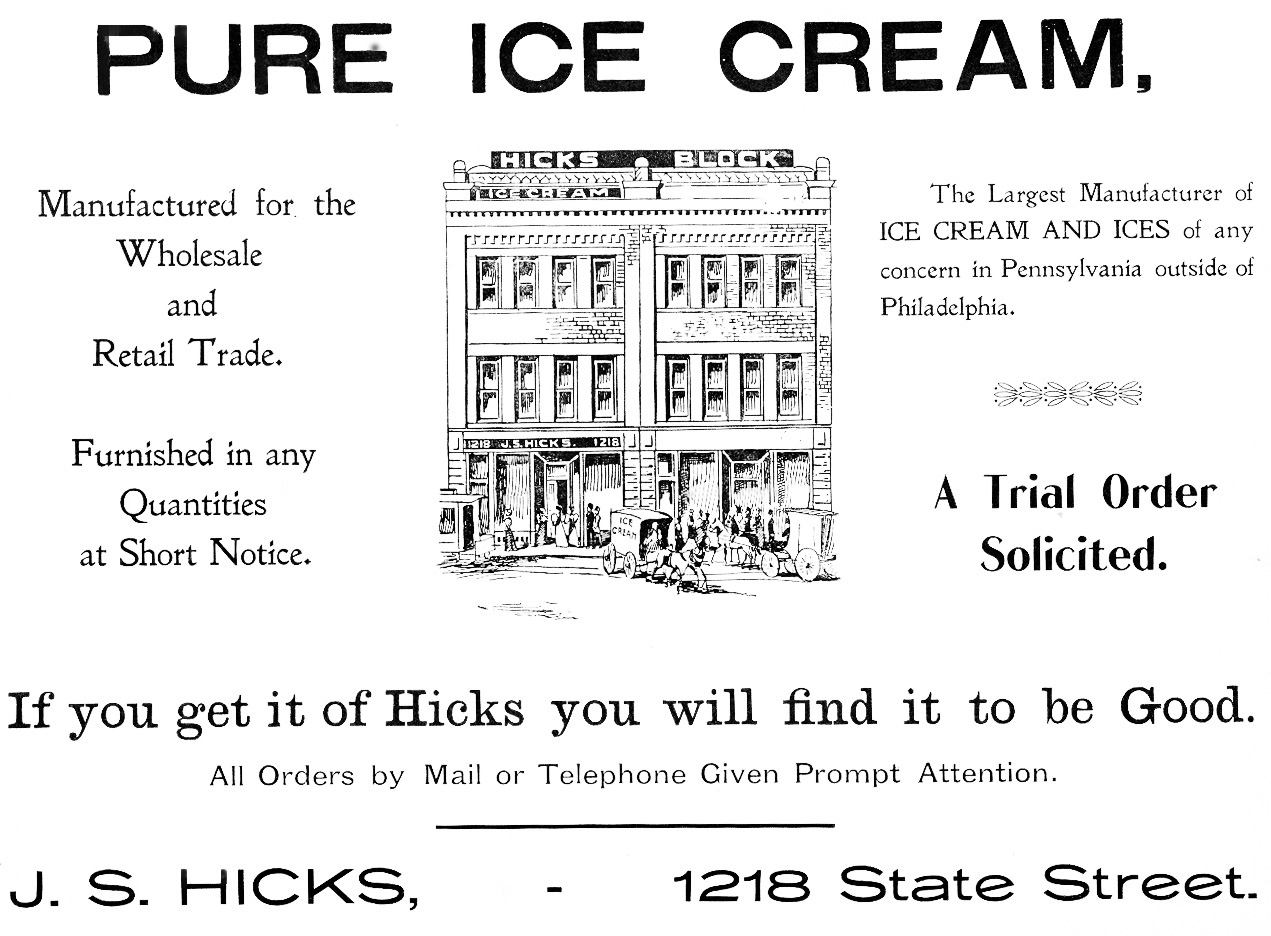 PURE ICE CREAM,
Manufactured for the
Wholesale
and
Retail Trade.
Furnished in any
Quantities
at Short Notice.
HICKS BLOCK
ICE CREAM
1218 J. S. HICKS. 1218
ICE
CREAM
The Largest Manufacturer of
ICE CREAM AND ICES of any
concern in Pennsylvania outside of
Philadelphia.
A Trial Order
Solicited.
If you get it of Hicks you will find it to be Good.
All Orders by Mail or Telephone Given Prompt Attention.
J. S. HICKS, - 1218 State Street.